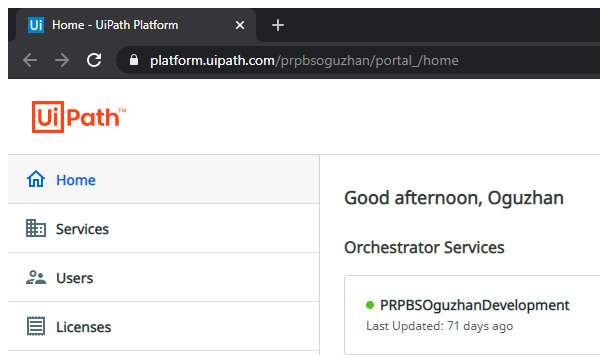 Ui Home - UiPath Platform
platform.uipath.com/prpbsoguzhan/portal_/home
UiPath™
Home
Services
Users
Licenses
Good afternoon, Oguzhan
Orchestrator Services
PRPBSOguzhanDevelopment
Last Updated: 71 days ago